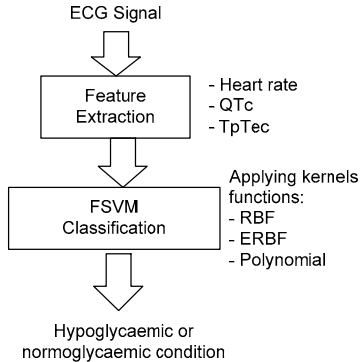 ECG Signal
Feature
Extraction
- Heart rate
- QTc
- TpTec
FSVM
Classification
Applying kernels
functions:
- RBF
- ERBF
- Polynomial
Hypoglycaemic or
normoglycaemic condition